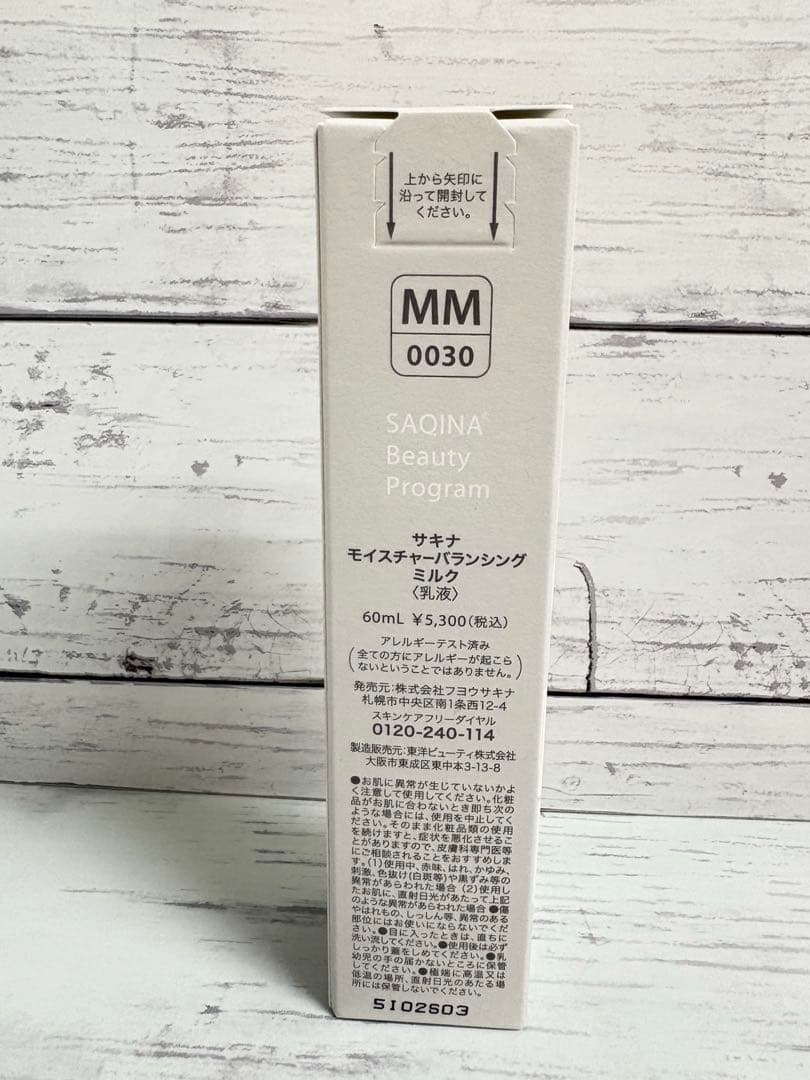 上から矢印に
沿って開封して
ください。
MM
0030
SAQINA
Beauty
Program
サキナ
モイスチャーバランシング
ミルク
〈乳液〉
60mL ¥5,300(税込)
アレルギーテスト済み
(全ての方にアレルギーが起こら
ないということではありません。)
発売元:株式会社フヨウサキナ
札幌市中央区南1条西12-4
スキンケアフリーダイヤル
0120-240-114
製造販売元:東洋ビューティ株式会社
大阪市東成区東中本3-13-8
●お肌に異常が生じていないかよ
く注意して使用してください。化粧
品がお肌に合わないとき即ち次の
ような場合には、使用を中止してく
ださい。そのまま化粧品類の使用
を続けますと、症状を悪化させるこ
とがありますので、皮膚科専門医等
にご相談されることをおすすめしま
す。(1)使用中、赤味、はれ、かゆみ、
刺激、色抜け(白斑等)や黒ずみ等の
異常があらわれた場合 (2)使用し
たお肌に、直射日光があたって上記
のような異常があらわれた場合 ●傷
やはれもの、しっしん等、異常のある
部位にはお使いにならないでくだ
さい。●目に入ったときは、直ちに
洗い流してください。●使用後は必ず
しっかり蓋をしめてください。●乳
幼児の手の届かないところに保管
してください。●極端に高温又は
低温の場所、直射日光のあたる場
所には保管しないでください。
5I02S03